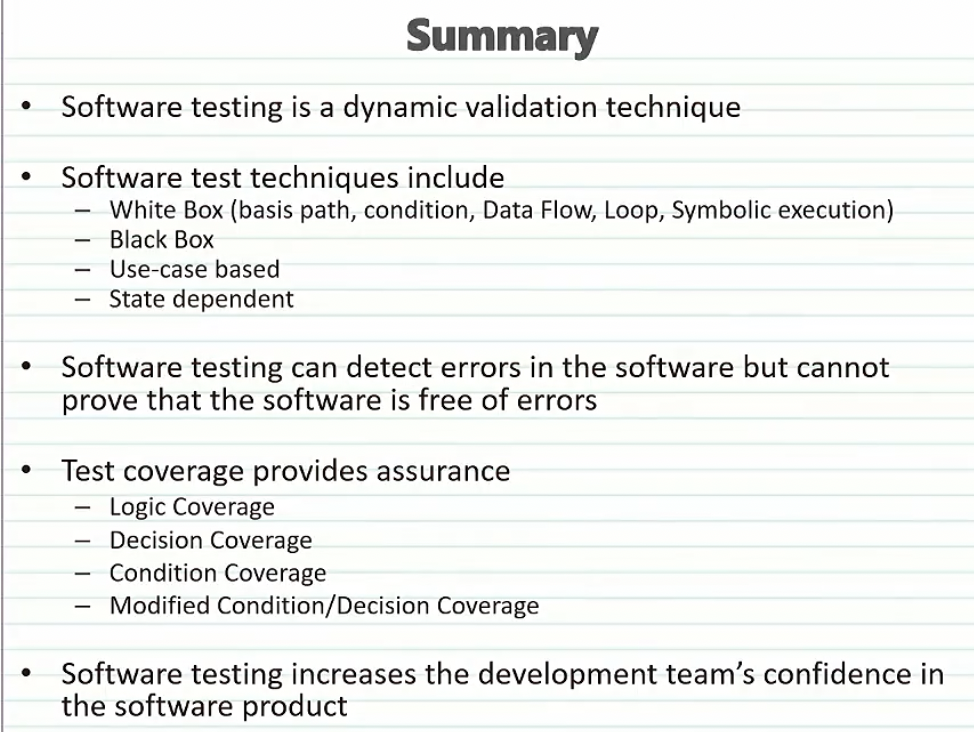 Summary
• Software testing is a dynamic validation technique
• Software test techniques include
– White Box (basis path, condition, Data Flow, Loop, Symbolic execution)
– Black Box
– Use-case based
– State dependent
• Software testing can detect errors in the software but cannot
prove that the software is free of errors
• Test coverage provides assurance
– Logic Coverage
– Decision Coverage
– Condition Coverage
– Modified Condition/Decision Coverage
• Software testing increases the development team’s confidence in
the software product